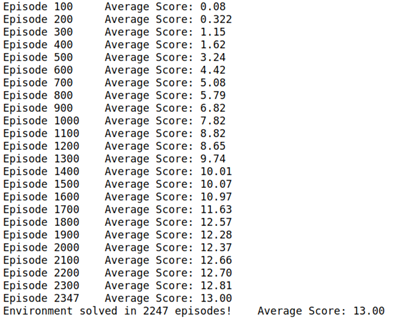 Episode 100 Average Score: 0.08
Episode 200 Average Score: 0.322
Episode 300 Average Score: 1.15
Episode 400 Average Score: 1.62
Episode 500 Average Score: 3.24
Episode 600 Average Score: 4.42
Episode 700 Average Score: 5.08
Episode 800 Average Score: 5.79
Episode 900 Average Score: 6.82
Episode 1000 Average Score: 7.82
Episode 1100 Average Score: 8.82
Episode 1200 Average Score: 8.65
Episode 1300 Average Score: 9.74
Episode 1400 Average Score: 10.01
Episode 1500 Average Score: 10.07
Episode 1600 Average Score: 10.97
Episode 1700 Average Score: 11.63
Episode 1800 Average Score: 12.57
Episode 1900 Average Score: 12.28
Episode 2000 Average Score: 12.37
Episode 2100 Average Score: 12.66
Episode 2200 Average Score: 12.70
Episode 2300 Average Score: 12.81
Episode 2347 Average Score: 13.00
Environment solved in 2247 episodes! Average Score: 13.00